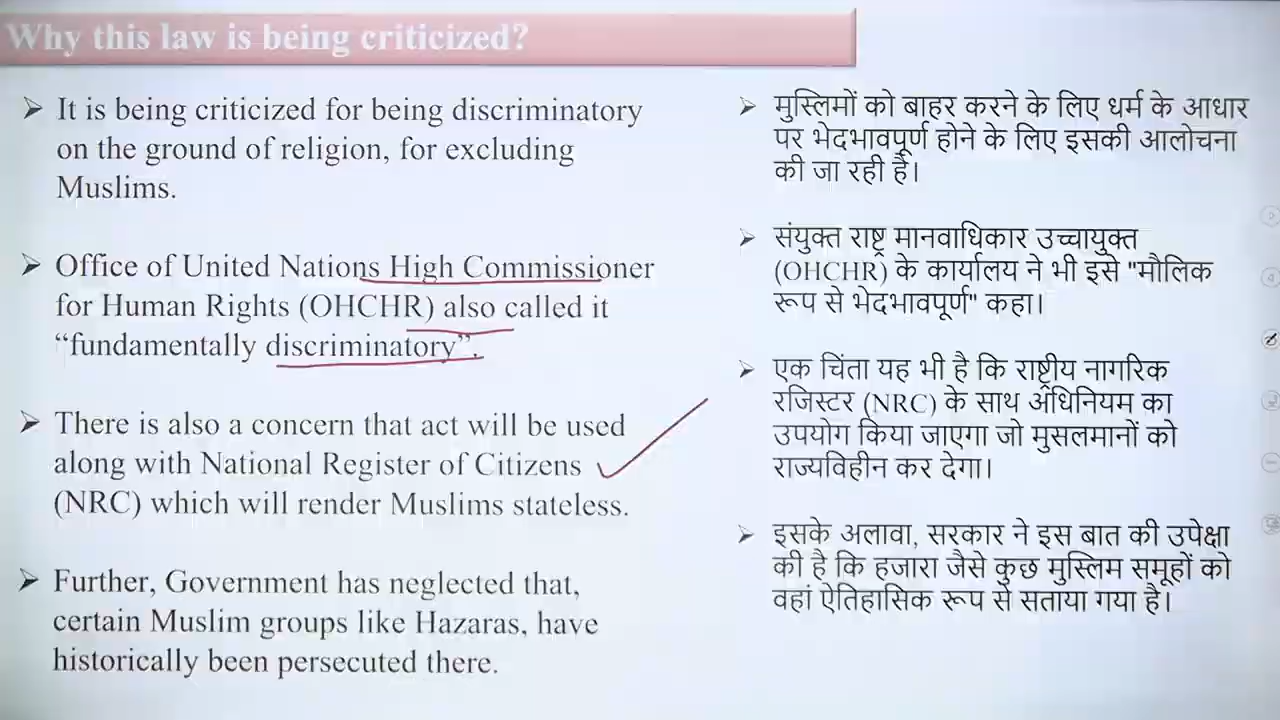 Why this law is being criticized?
➢ It is being criticized for being discriminatory
on the ground of religion, for excluding
Muslims.
➢ Office of United Nations High Commissioner
for Human Rights (OHCHR) also called it
“fundamentally discriminatory”.
➢ There is also a concern that act will be used
along with National Register of Citizens
(NRC) which will render Muslims stateless.
➢ Further, Government has neglected that,
certain Muslim groups like Hazaras, have
historically been persecuted there.
➢ मुस्लिमों को बाहर करने के लिए धर्म के आधार
पर भेदभावपूर्ण होने के लिए इसकी आलोचना
की जा रही है।
➢ संयुक्त राष्ट्र मानवाधिकार उच्चायुक्त
(OHCHR) के कार्यालय ने भी इसे "मौलिक
रूप से भेदभावपूर्ण" कहा।
➢ एक चिंता यह भी है कि राष्ट्रीय नागरिक
रजिस्टर (NRC) के साथ अधिनियम का
उपयोग किया जाएगा जो मुसलमानों को
राज्यविहीन कर देगा।
➢ इसके अलावा, सरकार ने इस बात की उपेक्षा
की है कि हजारा जैसे कुछ मुस्लिम समूहों को
वहां ऐतिहासिक रूप से सताया गया है।